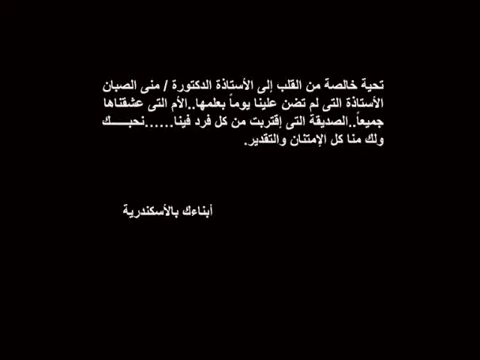 تحية خالصة من القلب إلى الأستاذة الدكتورة / منى الصبان
الأستاذة التى لم تضن علينا يوماً بعلمها..الأم التى عشقناها
جميعاً..الصديقة التى إقتربت من كل فرد فينا......نحبـــــك
ولك منا كل الإمتنان والتقدير.
أبناءك بالأسكندرية